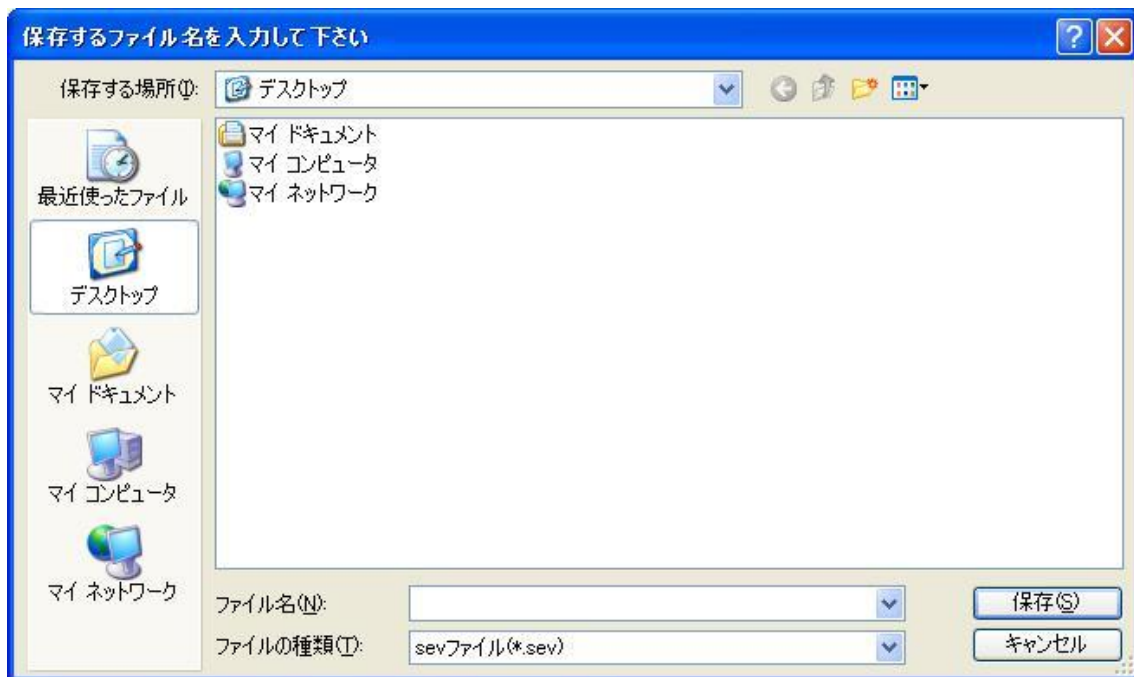 保存するファイル名を入力して下さい
保存する場所(I): デスクトップ
最近使ったファイル
デスクトップ
マイ ドキュメント
マイ コンピュータ
マイ ネットワーク
マイ ドキュメント
マイ コンピュータ
マイ ネットワーク
ファイル名(N): 保存(S)
ファイルの種類(T): sevファイル(*.sev) キャンセル